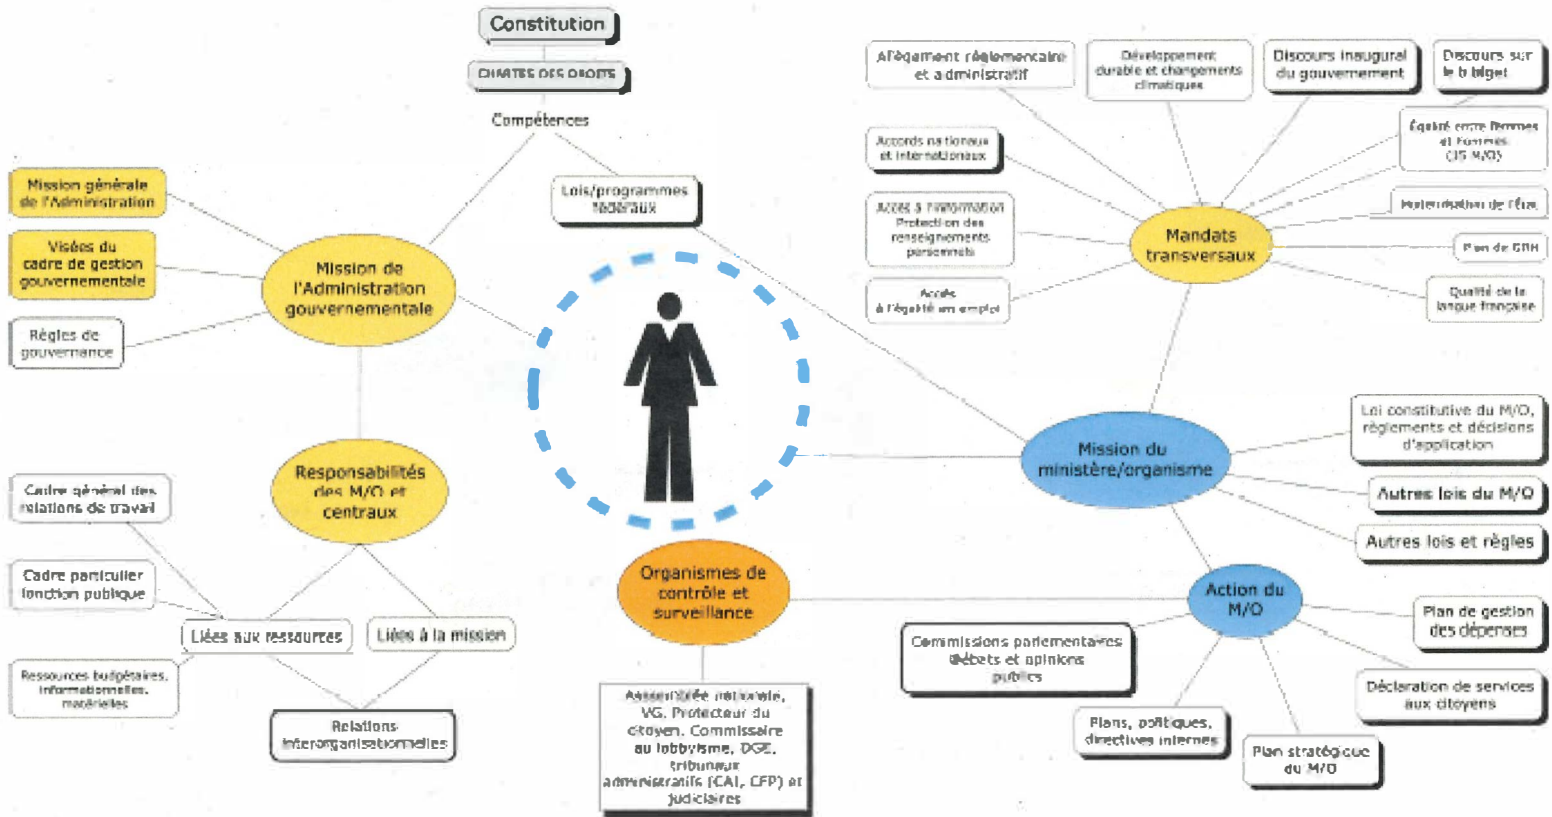 Constitution
CHARTES DES DROITS
Compétences
Lois/programmes
fédéraux
Mission générale
de l'Administration
Visées du
cadre de gestion
gouvernementale
Règles de
gouvernance
Mission de
l'Administration
gouvernementale
Responsabilités
des M/O et
centraux
Cadre général des
relations de travail
Cadre particulier
fonction publique
Ressources budgétaires,
informationnelles,
matérielles
Liées aux ressources
Liées à la mission
Relations
interorganisationnelles
Organismes de
contrôle et
surveillance
Assemblée nationale,
VG, Protecteur du
citoyen, Commissaire
au lobbyisme, DGE,
tribunaux
administratifs (CAI, CFP) et
judiciaires
Allègement réglementaire
et administratif
Développement
durable et changements
climatiques
Discours inaugural
du gouvernement
Discours sur
le budget
Accords nationaux
et internationaux
Égalité entre femmes
et hommes
(15 M/O)
Accès à l'information
Protection des
renseignements
personnels
Modernisation de l'État
Plan de GRH
Accès
à l'égalité en emploi
Qualité de la
langue française
Mandats
transversaux
Mission du
ministère/organisme
Loi constitutive du M/O,
règlements et décisions
d'application
Autres lois du M/O
Autres lois et règles
Action du
M/O
Plan de gestion
des dépenses
Commissions parlementaires
Débats et opinions
publics
Déclaration de services
aux citoyens
Plans, politiques,
directives internes
Plan stratégique
du M/O